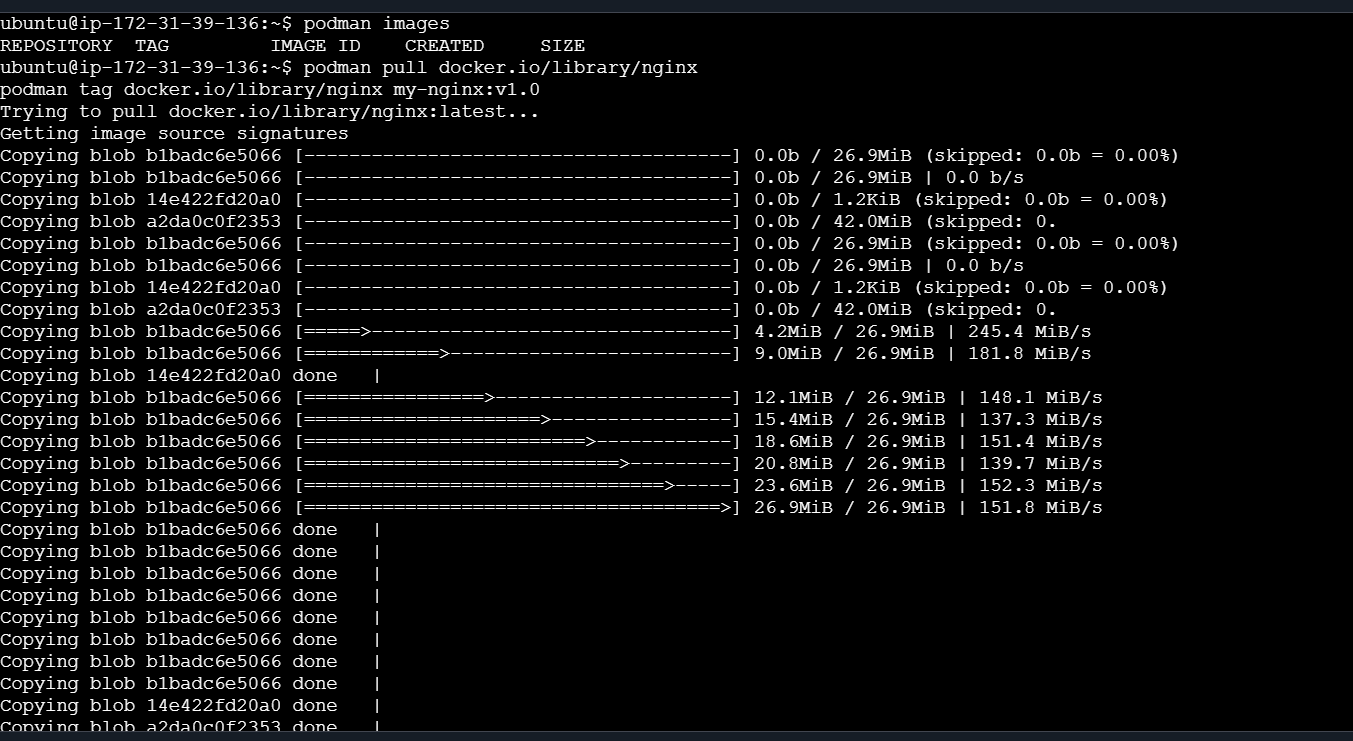 ubuntu@ip-172-31-39-136:~$ podman images
REPOSITORY  TAG         IMAGE ID    CREATED     SIZE
ubuntu@ip-172-31-39-136:~$ podman pull docker.io/library/nginx
podman tag docker.io/library/nginx my-nginx:v1.0
Trying to pull docker.io/library/nginx:latest...
Getting image source signatures
Copying blob b1badc6e5066 [--------------------------------------] 0.0b / 26.9MiB (skipped: 0.0b = 0.00%)
Copying blob b1badc6e5066 [--------------------------------------] 0.0b / 26.9MiB | 0.0 b/s
Copying blob 14e422fd20a0 [--------------------------------------] 0.0b / 1.2KiB (skipped: 0.0b = 0.00%)
Copying blob a2da0c0f2353 [--------------------------------------] 0.0b / 42.0MiB (skipped: 0.
Copying blob b1badc6e5066 [--------------------------------------] 0.0b / 26.9MiB (skipped: 0.0b = 0.00%)
Copying blob b1badc6e5066 [--------------------------------------] 0.0b / 26.9MiB | 0.0 b/s
Copying blob 14e422fd20a0 [--------------------------------------] 0.0b / 1.2KiB (skipped: 0.0b = 0.00%)
Copying blob a2da0c0f2353 [--------------------------------------] 0.0b / 42.0MiB (skipped: 0.
Copying blob b1badc6e5066 [=====>--------------------------------] 4.2MiB / 26.9MiB | 245.4 MiB/s
Copying blob b1badc6e5066 [============>-------------------------] 9.0MiB / 26.9MiB | 181.8 MiB/s
Copying blob 14e422fd20a0 done   |
Copying blob b1badc6e5066 [================>---------------------] 12.1MiB / 26.9MiB | 148.1 MiB/s
Copying blob b1badc6e5066 [=====================>----------------] 15.4MiB / 26.9MiB | 137.3 MiB/s
Copying blob b1badc6e5066 [=========================>------------] 18.6MiB / 26.9MiB | 151.4 MiB/s
Copying blob b1badc6e5066 [============================>---------] 20.8MiB / 26.9MiB | 139.7 MiB/s
Copying blob b1badc6e5066 [================================>-----] 23.6MiB / 26.9MiB | 152.3 MiB/s
Copying blob b1badc6e5066 [=====================================>] 26.9MiB / 26.9MiB | 151.8 MiB/s
Copying blob b1badc6e5066 done   |
Copying blob b1badc6e5066 done   |
Copying blob b1badc6e5066 done   |
Copying blob b1badc6e5066 done   |
Copying blob b1badc6e5066 done   |
Copying blob b1badc6e5066 done   |
Copying blob b1badc6e5066 done   |
Copying blob b1badc6e5066 done   |
Copying blob 14e422fd20a0 done   |
Copying blob a2da0c0f2353 done   |